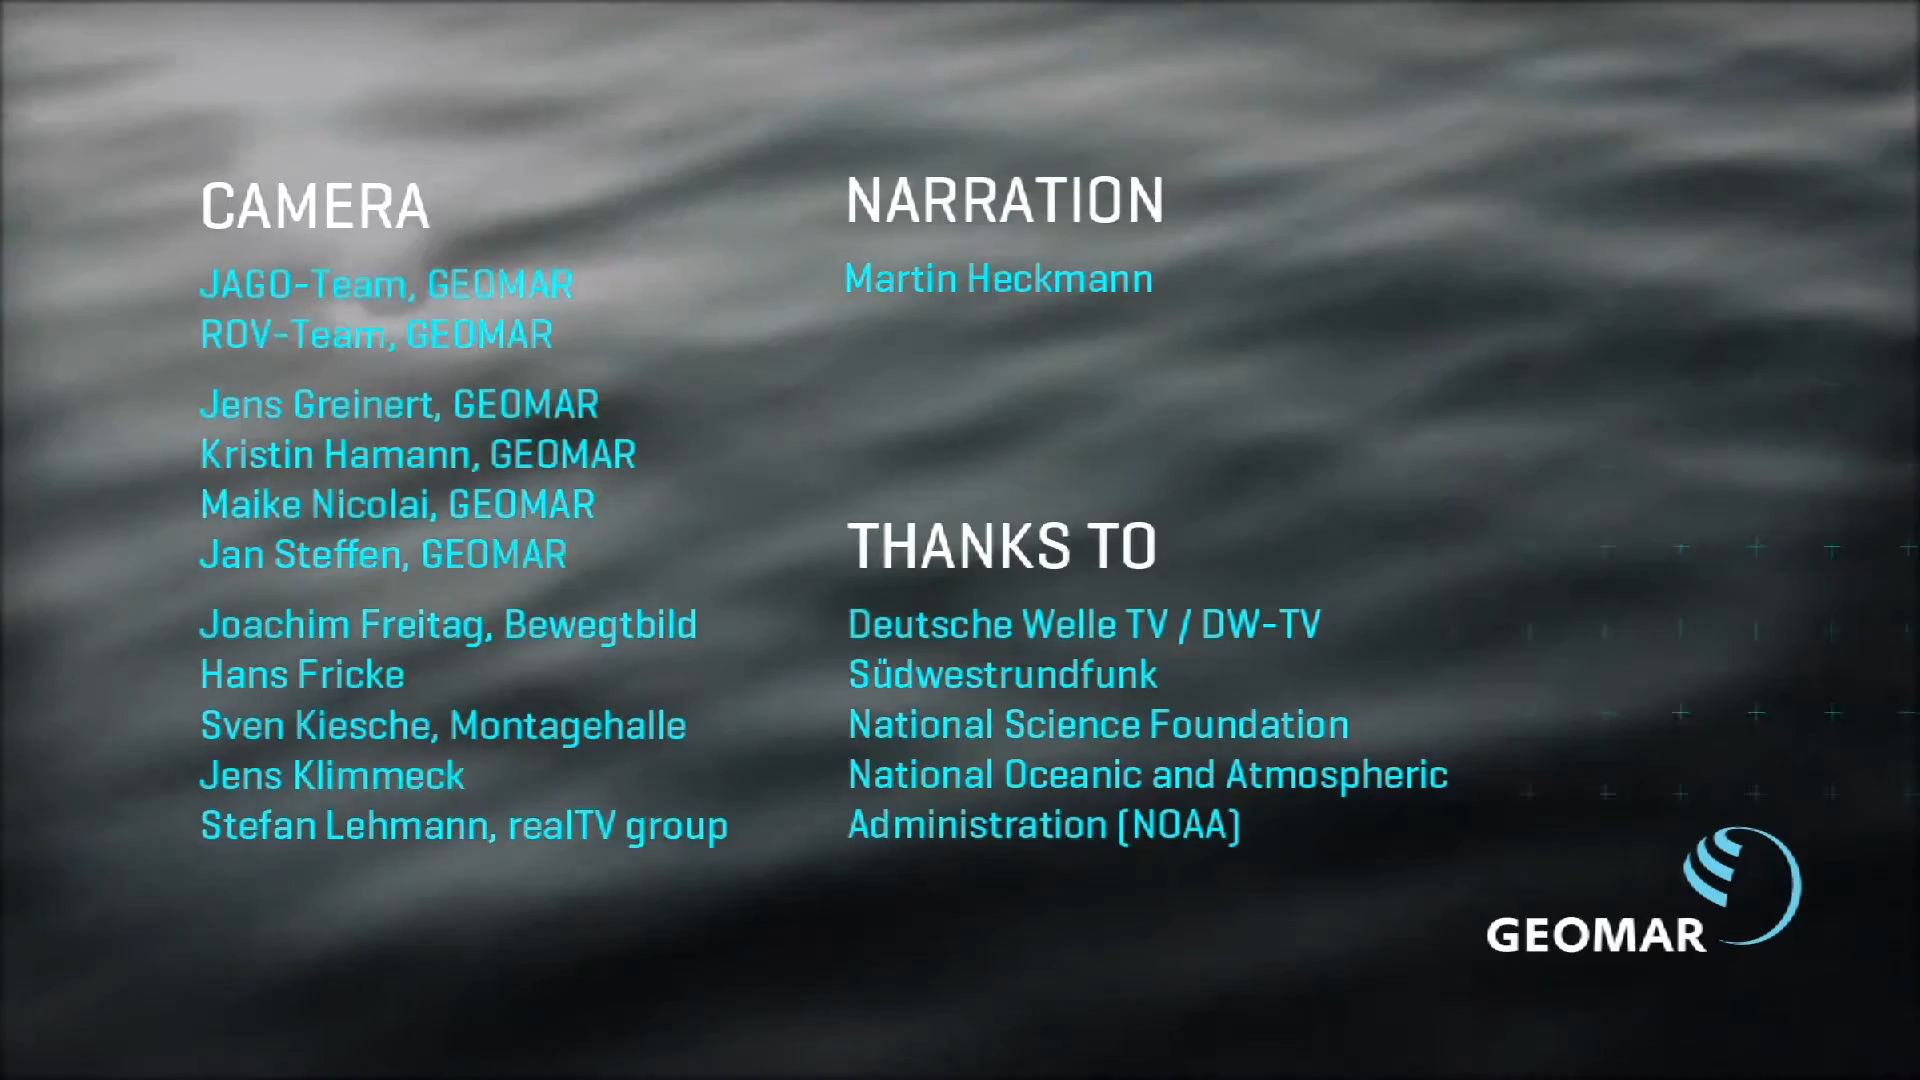 CAMERA
JAGO-Team, GEOMAR
ROV-Team, GEOMAR
Jens Greinert, GEOMAR
Kristin Hamann, GEOMAR
Maike Nicolai, GEOMAR
Jan Steffen, GEOMAR
Joachim Freitag, Bewegtbild
Hans Fricke
Sven Kiesche, Montagehalle
Jens Klimmeck
Stefan Lehmann, realTV group
NARRATION
Martin Heckmann
THANKS TO
Deutsche Welle TV / DW-TV
Südwestrundfunk
National Science Foundation
National Oceanic and Atmospheric
Administration (NOAA)
GEOMAR